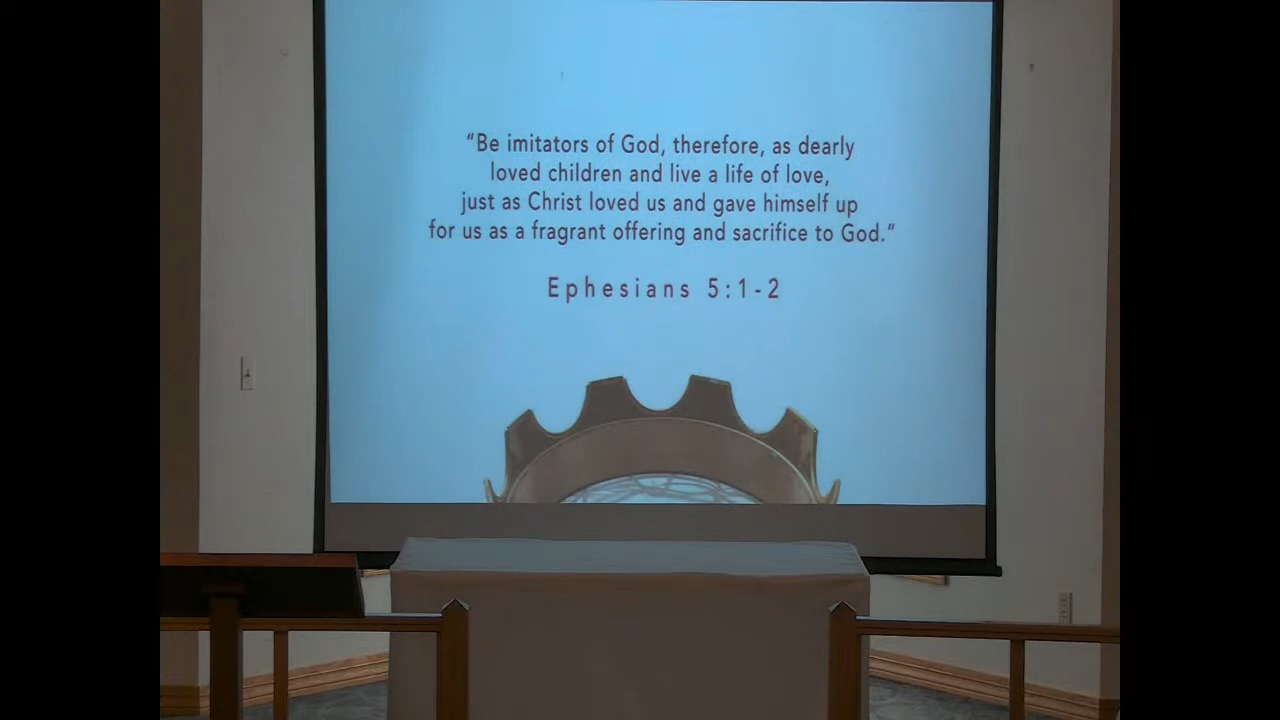 “Be imitators of God, therefore, as dearly
loved children and live a life of love,
just as Christ loved us and gave himself up
for us as a fragrant offering and sacrifice to God.”
Ephesians 5:1-2